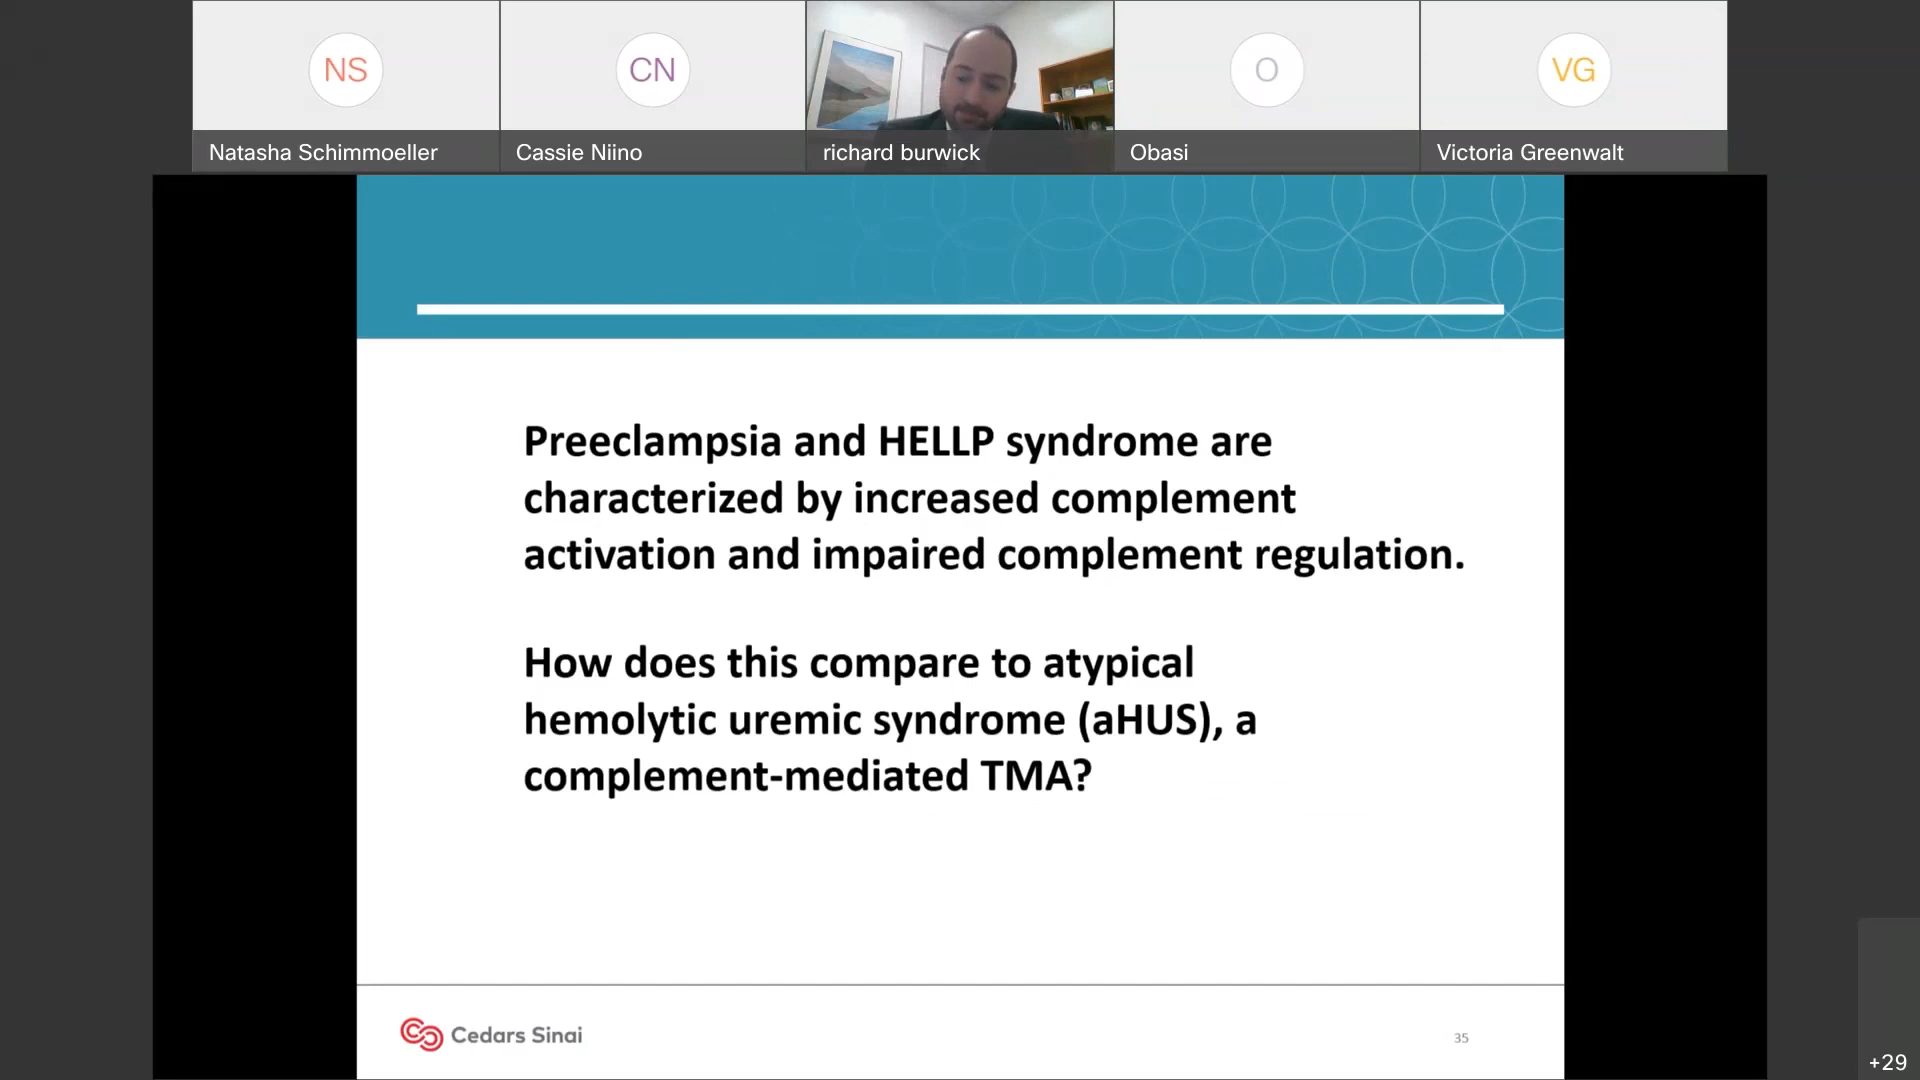 NS
CN
O
VG
Natasha Schimmoeller
Cassie Niino
richard burwick
Obasi
Victoria Greenwalt
Preeclampsia and HELLP syndrome are
characterized by increased complement
activation and impaired complement regulation.
How does this compare to atypical
hemolytic uremic syndrome (aHUS), a
complement-mediated TMA?
Cedars Sinai
35
+29